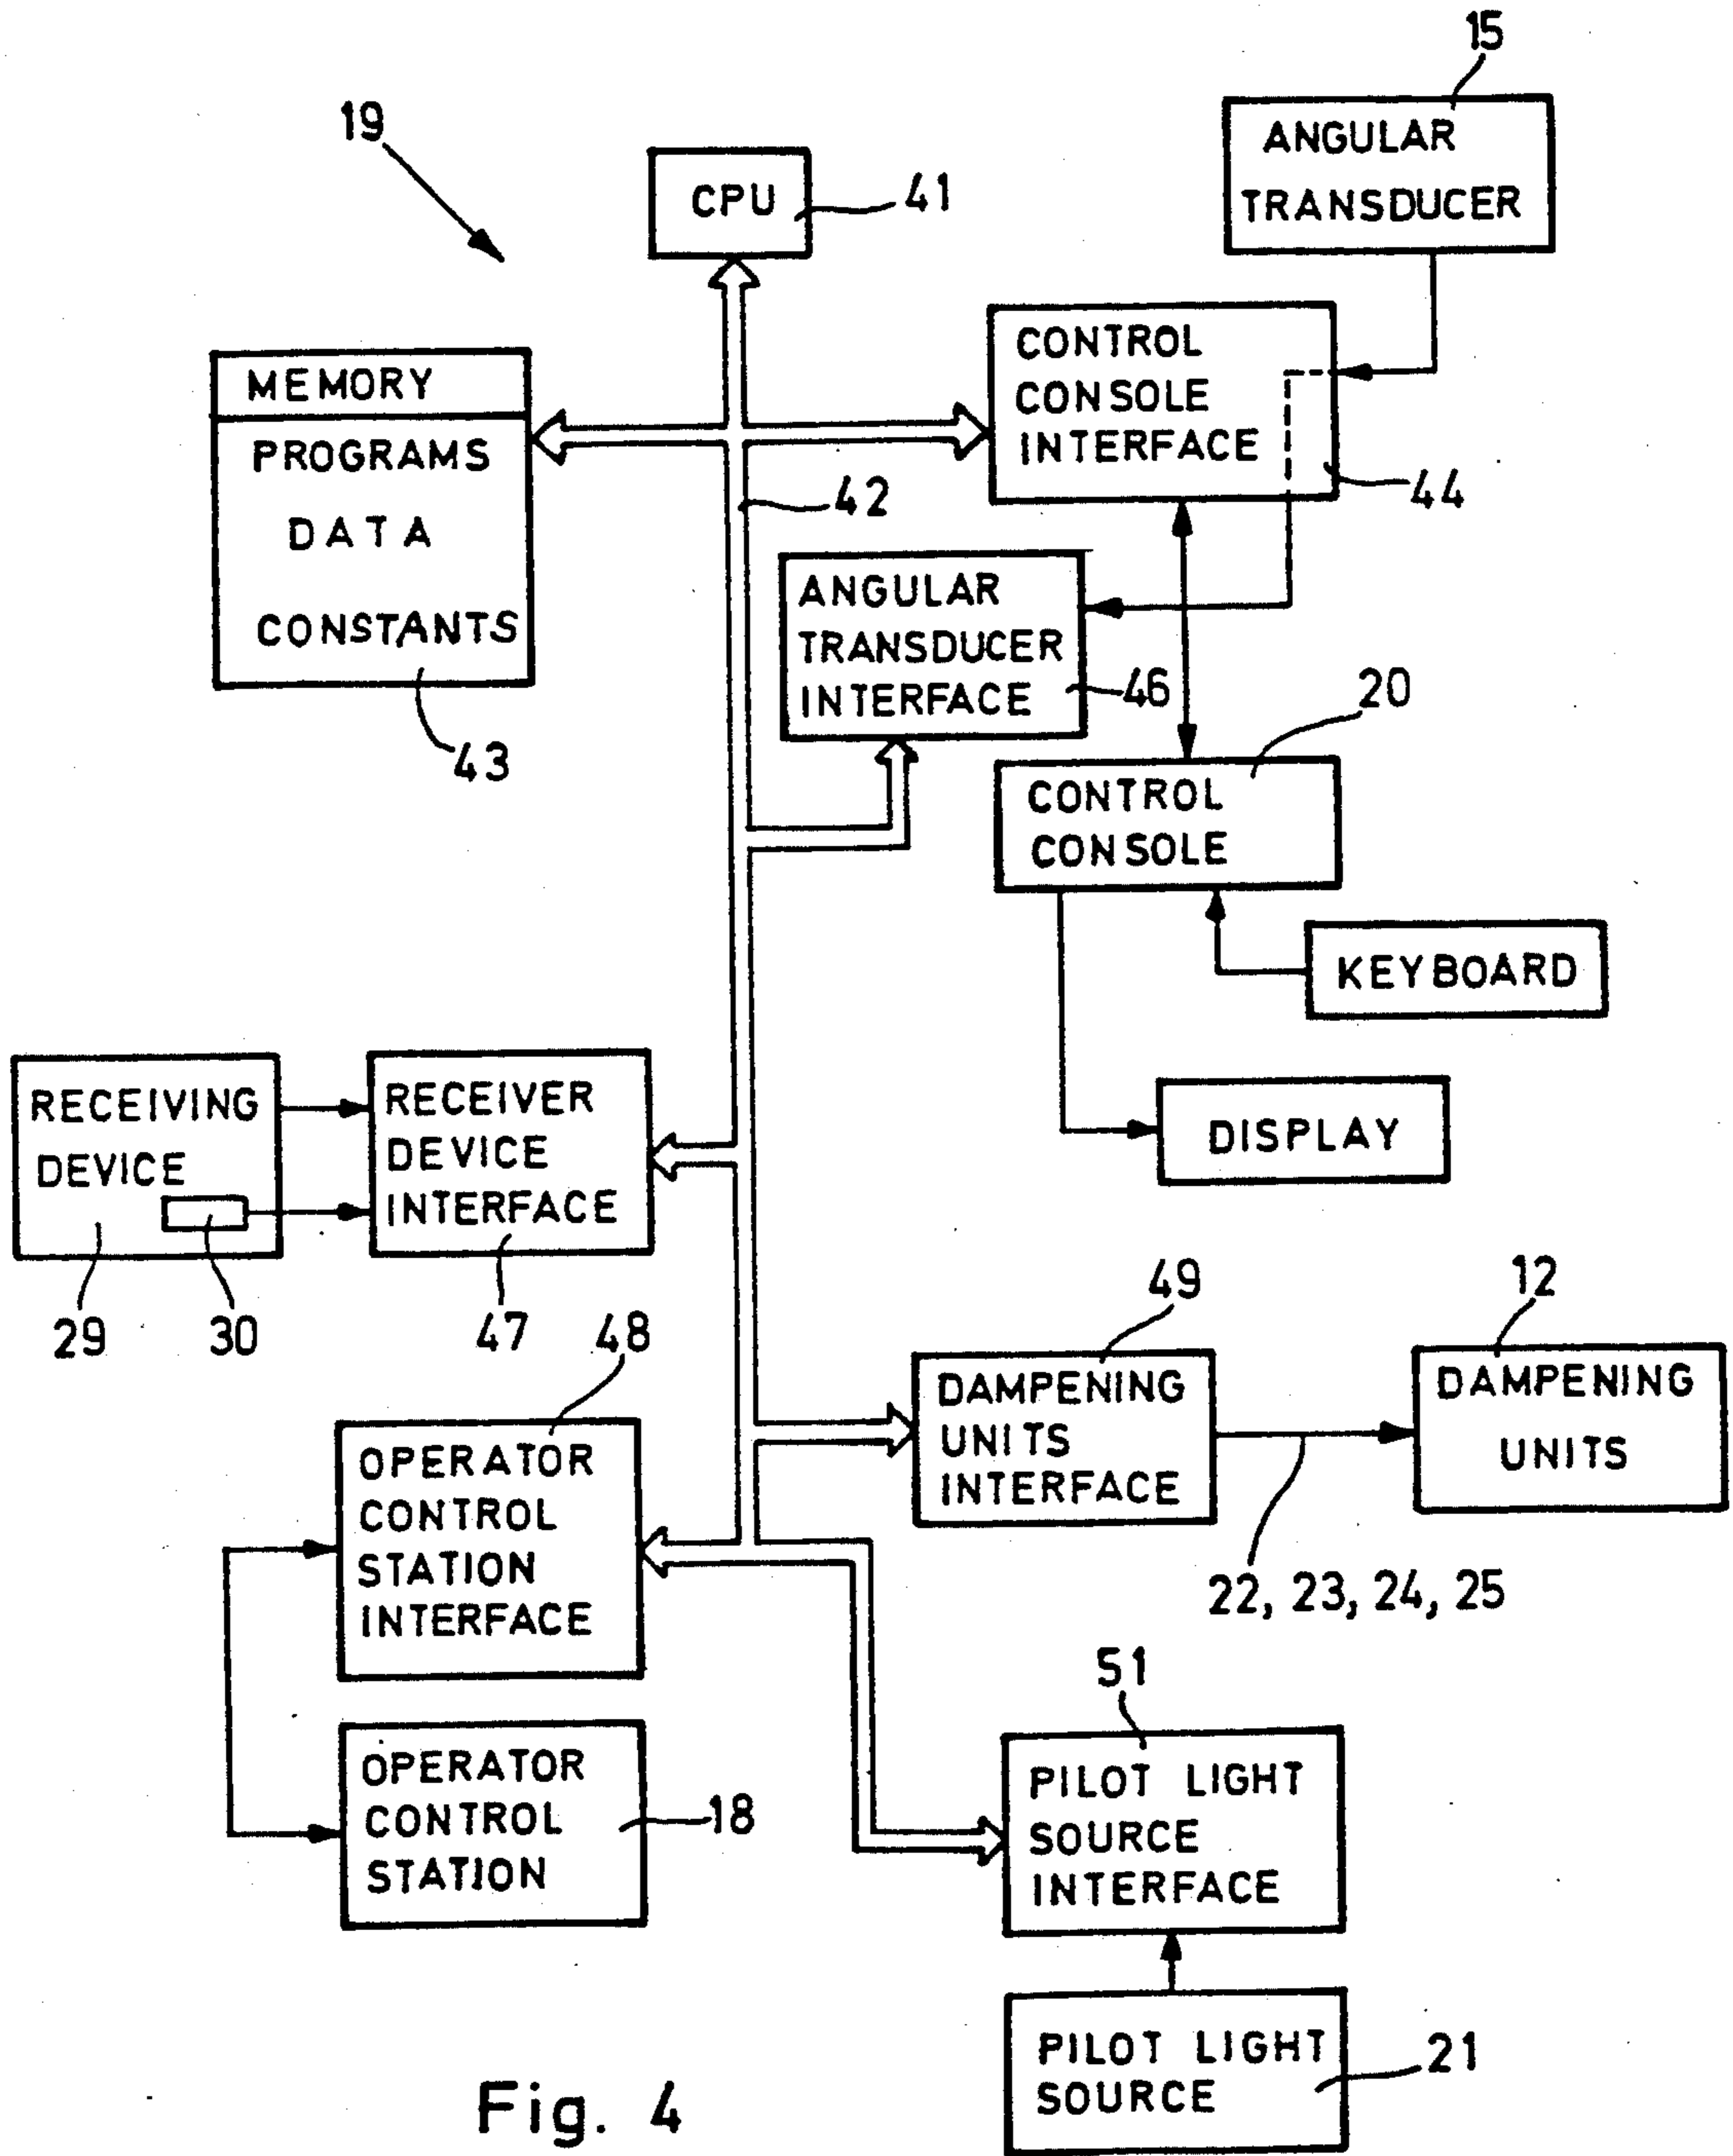 15
ANGULAR
TRANSDUCER
19
CPU
41
CONTROL
CONSOLE
INTERFACE
44
MEMORY
PROGRAMS
DATA
CONSTANTS
43
42
ANGULAR
TRANSDUCER
INTERFACE
46
20
CONTROL
CONSOLE
KEYBOARD
DISPLAY
RECEIVING
DEVICE
29
30
RECEIVER
DEVICE
INTERFACE
47
48
OPERATOR
CONTROL
STATION
INTERFACE
49
DAMPENING
UNITS
INTERFACE
12
DAMPENING
UNITS
22, 23, 24, 25
OPERATOR
CONTROL
STATION
18
51
PILOT LIGHT
SOURCE
INTERFACE
PILOT LIGHT
SOURCE
21
Fig. 4